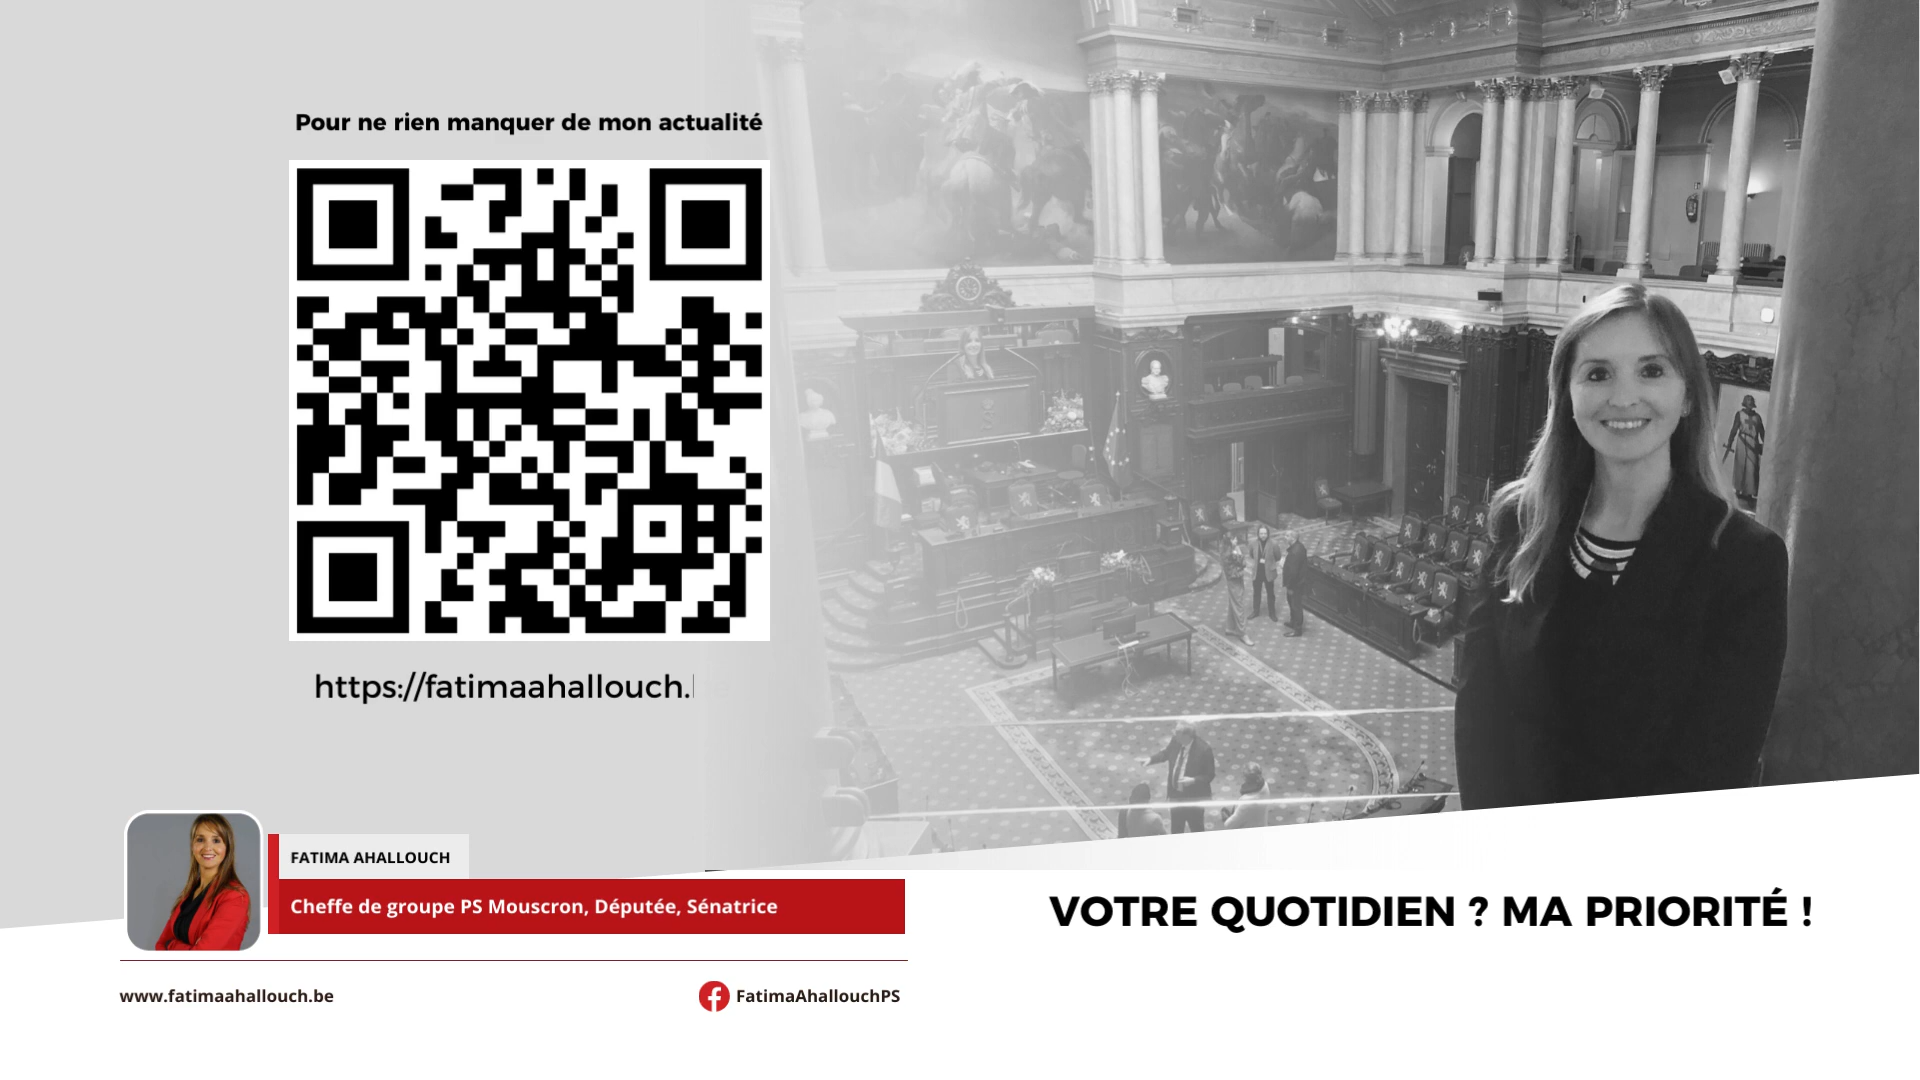 Pour ne rien manquer de mon actualité
https://fatimaahallouch.
FATIMA AHALLOUCH
Cheffe de groupe PS Mouscron, Députée, Sénatrice
VOTRE QUOTIDIEN ? MA PRIORITÉ !
www.fatimaahallouch.be
FatimaAhallouchPS